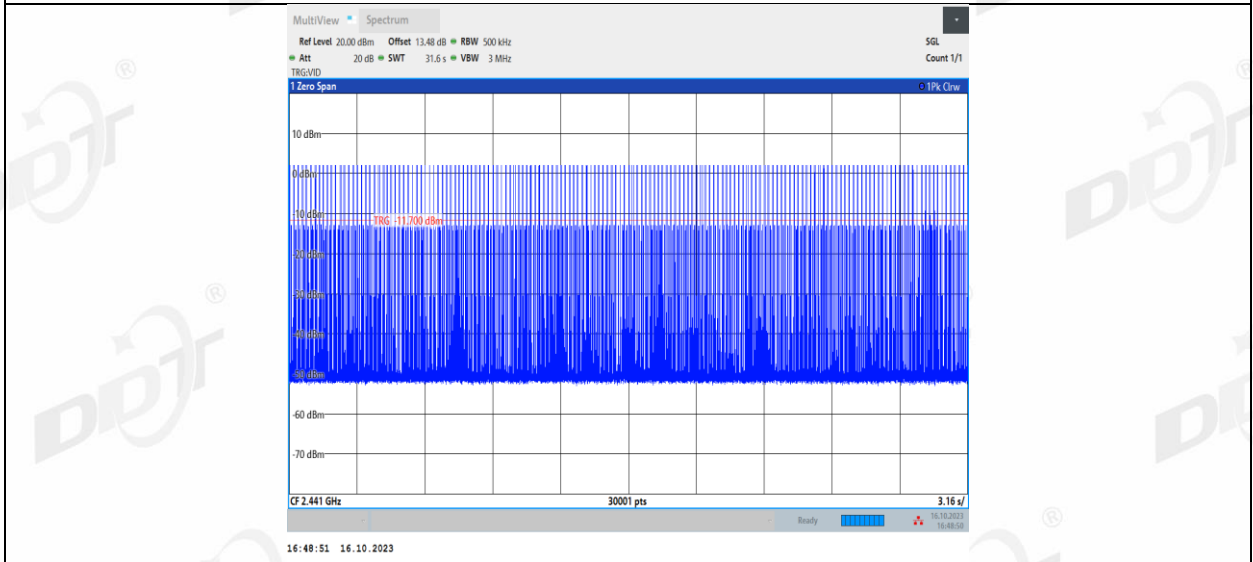 MultiView Spectrum
Ref Level 20.00 dBm Offset 13.48 dB RBW 500 kHz SGL
Att 20 dB SWT 31.6 s VBW 3 MHz Count 1/1
TRG:VID
1 Zero Span 1Pk Clrw
10 dBm
0 dBm
-10 dBm
TRG -11.700 dBm
-20 dBm
-30 dBm
-40 dBm
-50 dBm
-60 dBm
-70 dBm
CF 2.441 GHz 30001 pts 3.16 s/
Ready 16.10.2023
16:48:50
16:48:51 16.10.2023
DDT
®
DDT
®
DDT
®
DDT
®